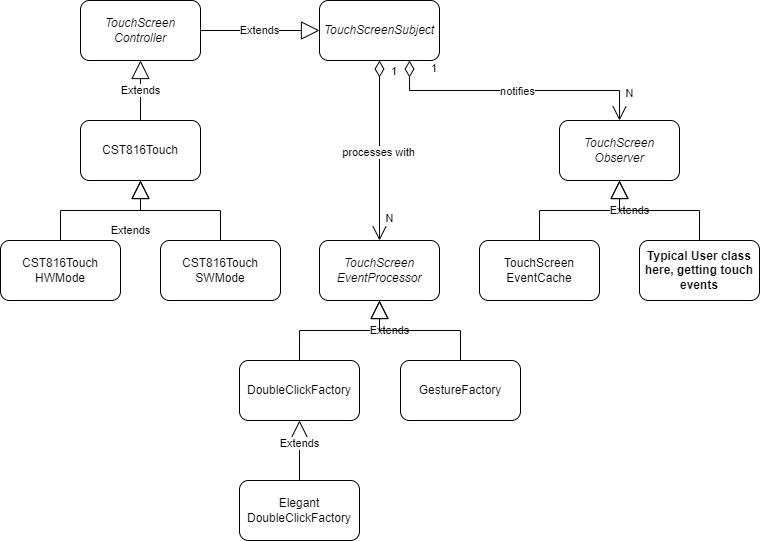 TouchScreen
Controller
Extends
TouchScreenSubject
1
1
Extends
notifies
N
CST816Touch
processes with
TouchScreen
Observer
Extends
Extends
N
CST816Touch
HWMode
CST816Touch
SWMode
TouchScreen
EventProcessor
TouchScreen
EventCache
Typical User class
here, getting touch
events
Extends
DoubleClickFactory
GestureFactory
Extends
Elegant
DoubleClickFactory